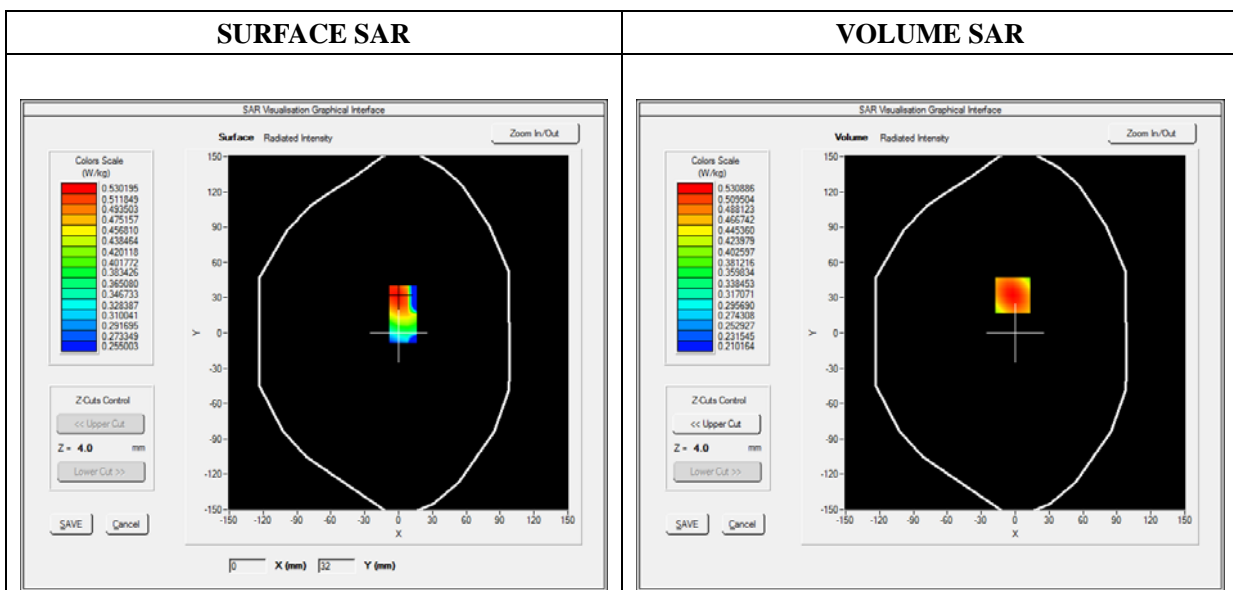 SURFACE SAR
VOLUME SAR
SAR Visualisation Graphical Interface
Surface Radiated Intensity
Zoom In/Out
Colors Scale
(W/kg)
0.530195
0.511849
0.493503
0.475157
0.456810
0.438464
0.420118
0.401772
0.383426
0.365080
0.346733
0.328387
0.310041
0.291695
0.273349
0.255003
Z-Cuts Control
<< Upper Cut
Z = 4.0 mm
Lower Cut >>
SAVE Cancel
150
120
90
60
30
0
-30
-60
-90
-120
-150
Y
-150 -120 -90 -60 -30 0 30 60 90 120 150
X
0 X (mm) 32 Y (mm)
SAR Visualisation Graphical Interface
Volume Radiated Intensity
Zoom In/Out
Colors Scale
(W/kg)
0.530886
0.509504
0.488123
0.466742
0.445360
0.423979
0.402597
0.381216
0.359834
0.338453
0.317071
0.295690
0.274308
0.252927
0.231545
0.210164
Z-Cuts Control
<< Upper Cut
Z = 4.0 mm
Lower Cut >>
SAVE Cancel
150
120
90
60
30
0
-30
-60
-90
-120
-150
Y
-150 -120 -90 -60 -30 0 30 60 90 120 150
X